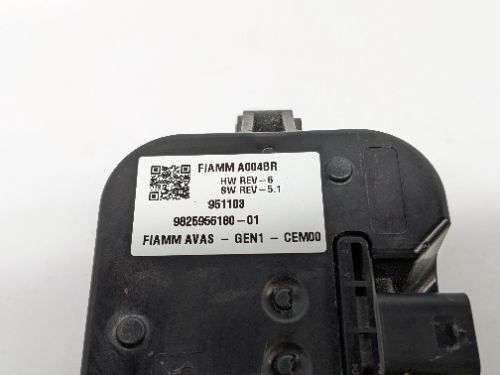 FIAMM A004BR
HW REV-6
SW REV-5.1
951103
9825956180-01
FIAMM AVAS - GEN1 - CEM00